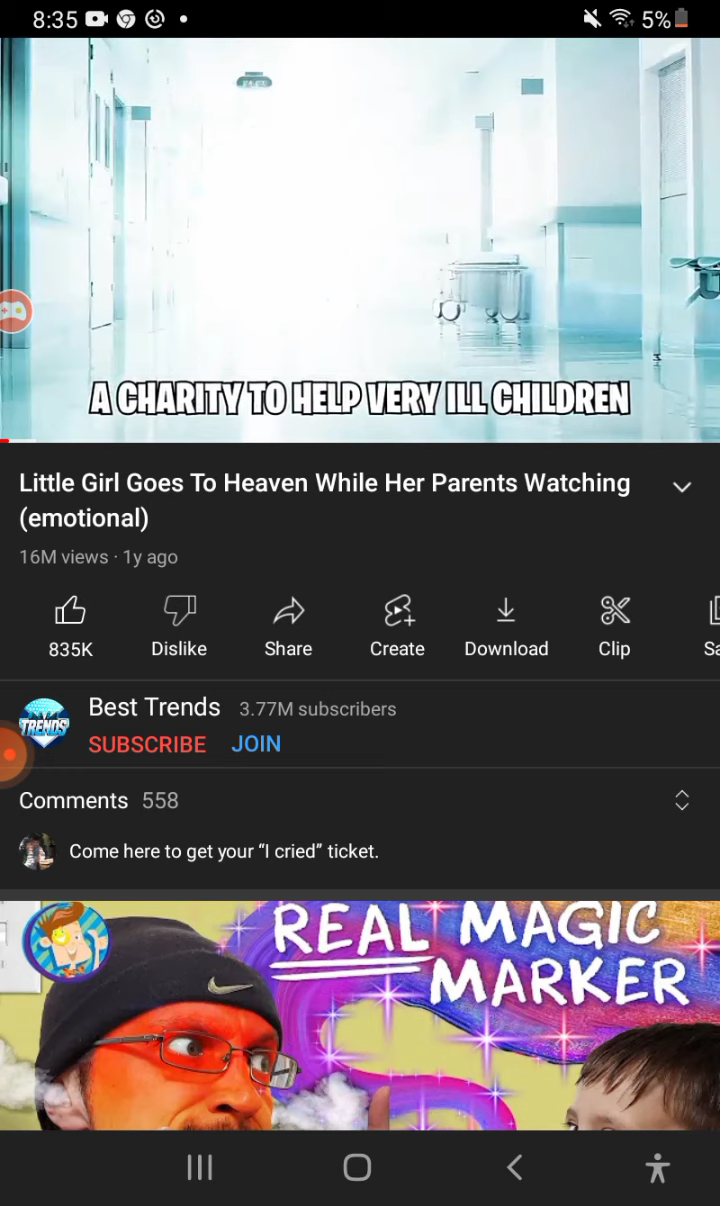 8:35
5%
A CHARITY TO HELP VERY ILL CHILDREN
Little Girl Goes To Heaven While Her Parents Watching
(emotional)
16M views · 1y ago
835K
Dislike
Share
Create
Download
Clip
Sa
TRENDS
Best Trends 3.77M subscribers
SUBSCRIBE JOIN
Comments 558
Come here to get your “I cried” ticket.
REAL MAGIC
MARKER